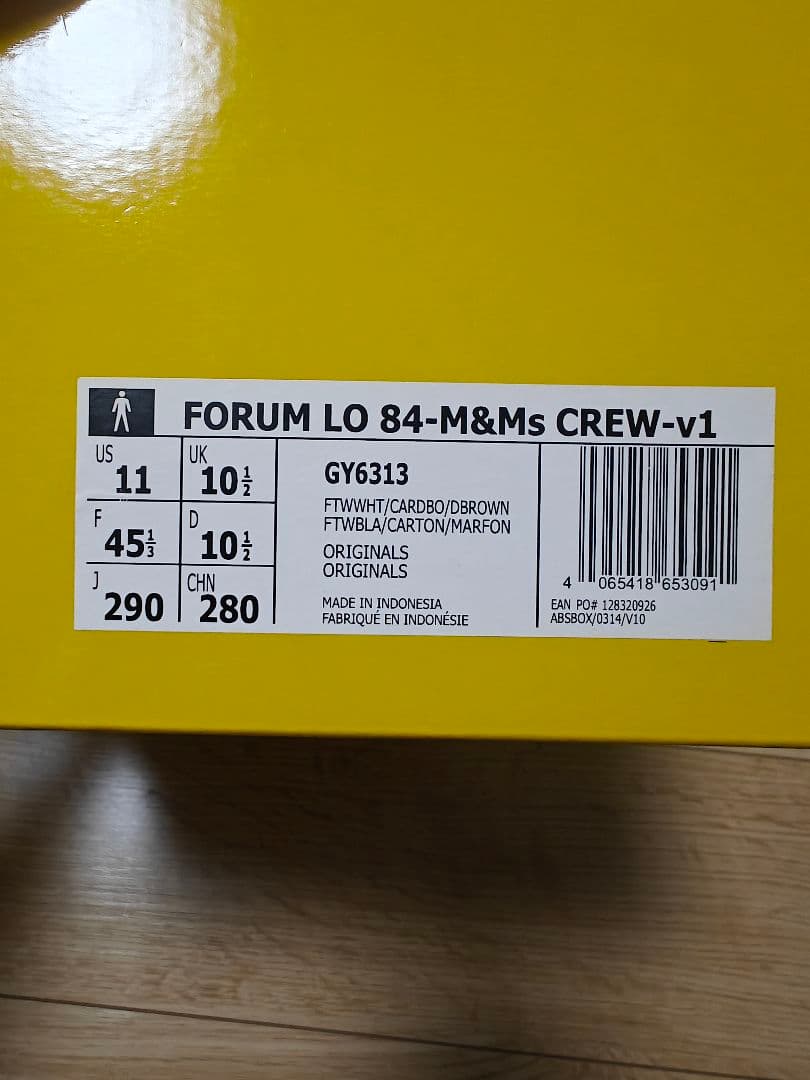 FORUM LO 84-M&Ms CREW-v1
US 11 UK 10½
F 45⅓ D 10½
J 290 CHN 280
GY6313
FTWWHT/CARDBO/DBROWN
FTWBLA/CARTON/MARFON
ORIGINALS
ORIGINALS
MADE IN INDONESIA
FABRIQUÉ EN INDONÉSIE
4 065418 653091
EAN PO# 128320926
ABSBOX/0314/V10